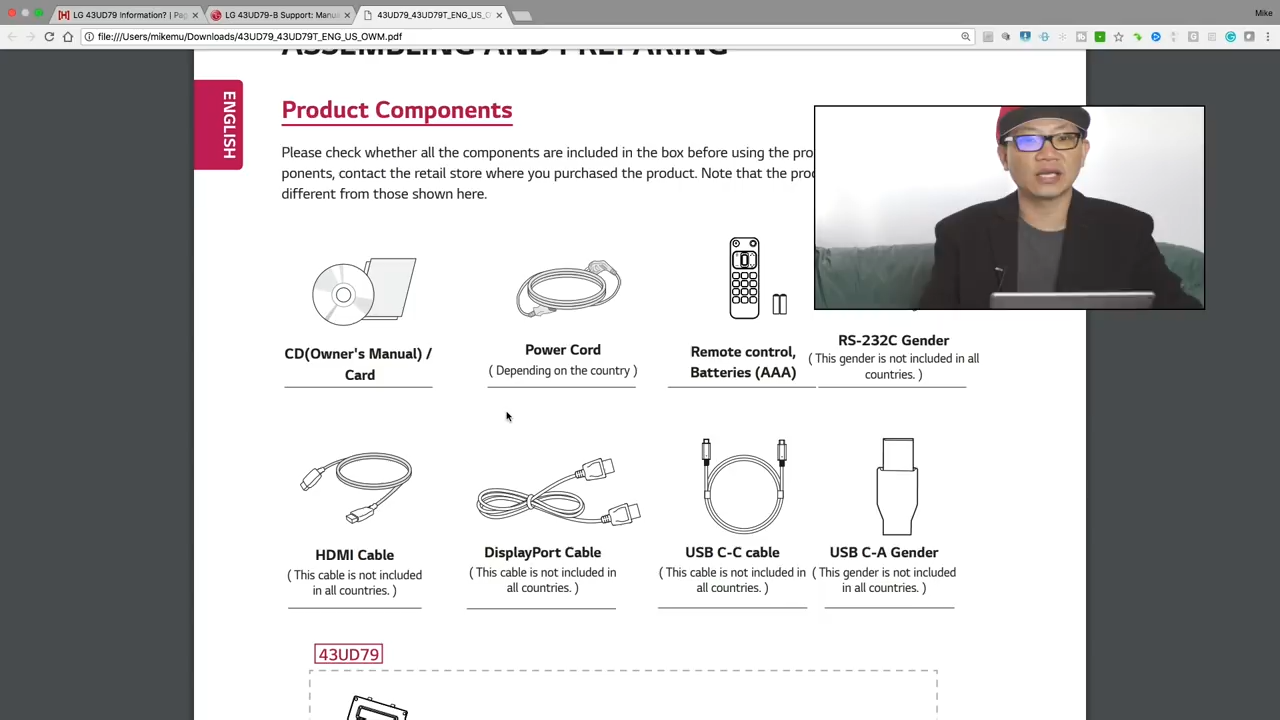 LG 43UD79 Information? | Pag
LG 43UD79-B Support: Manua
43UD79_43UD79T_ENG_US_O
Mike
file:///Users/mikemu/Downloads/43UD79_43UD79T_ENG_US_OWM.pdf
ASSEMBLING AND PREPARING
ENGLISH
Product Components
Please check whether all the components are included in the box before using the pro
ponents, contact the retail store where you purchased the product. Note that the
different from those shown here.
CD(Owner's Manual) /
Card
Power Cord
( Depending on the country )
Remote control,
Batteries (AAA)
RS-232C Gender
( This gender is not included in all
countries. )
HDMI Cable
( This cable is not included
in all countries. )
DisplayPort Cable
( This cable is not included in
all countries. )
USB C-C cable
( This cable is not included in
all countries. )
USB C-A Gender
( This gender is not included
in all countries. )
43UD79